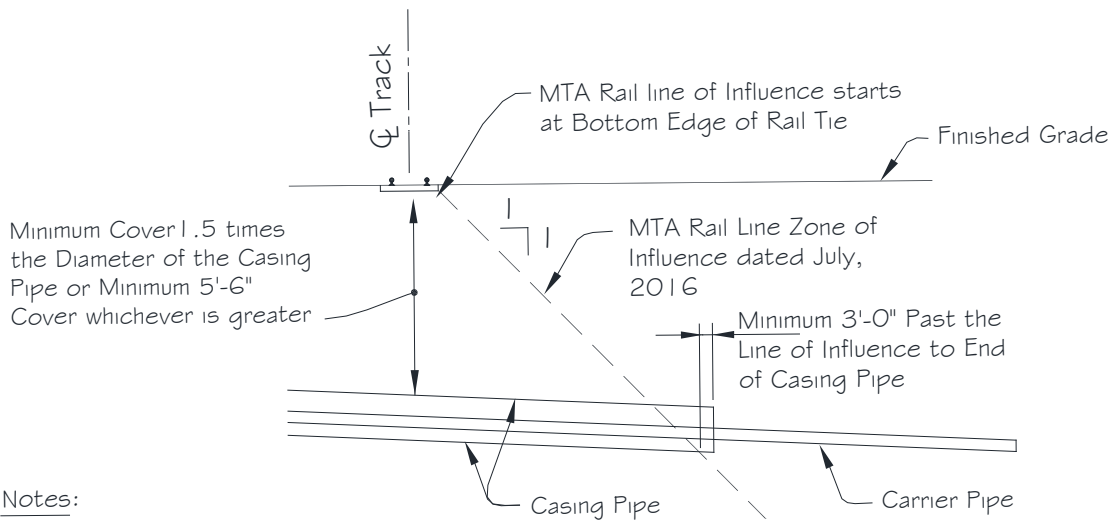 ℄ Track
MTA Rail line of Influence starts
at Bottom Edge of Rail Tie
Finished Grade
1
1
Minimum Cover 1.5 times
the Diameter of the Casing
Pipe or Minimum 5'-6"
Cover whichever is greater
MTA Rail Line Zone of
Influence dated July,
2016
Minimum 3'-0" Past the
Line of Influence to End
of Casing Pipe
Notes:
Casing Pipe
Carrier Pipe